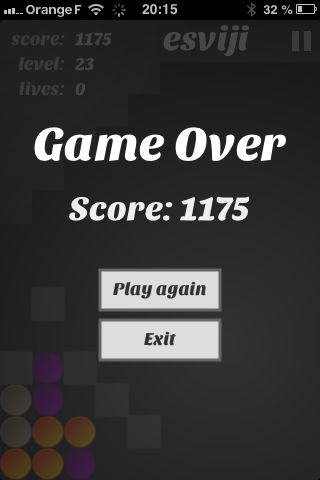 Orange F 20:15 32 %
score: 1175 esviji
level: 23
lives: 0
Game Over
Score: 1175
Play again
Exit